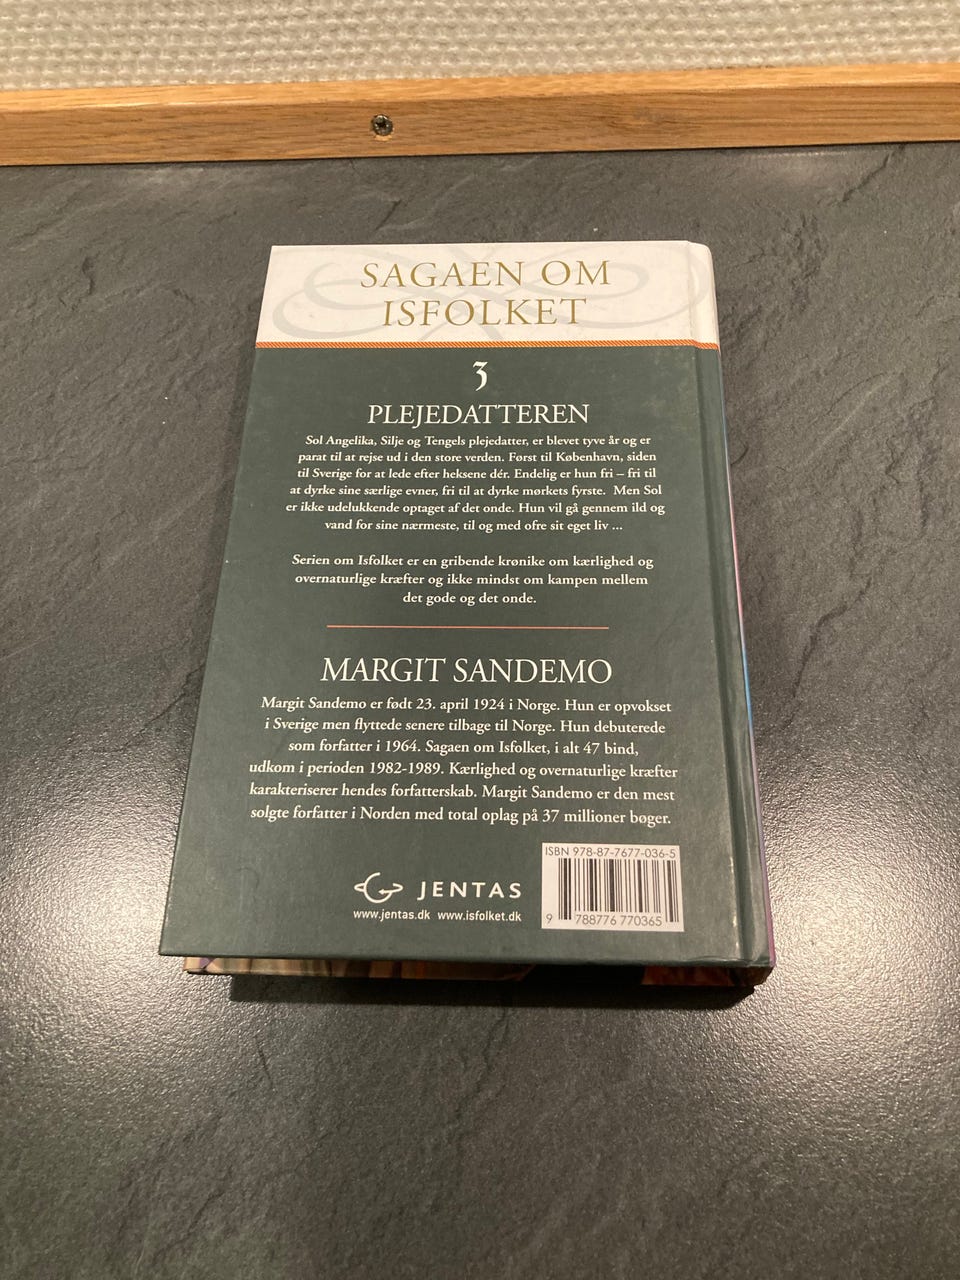 SAGAEN OM
ISFOLKET
3
PLEJEDATTEREN
Sol Angelika, Silje og Tengels plejedatter, er blevet tyve år og er
parat til at rejse ud i den store verden. Først til København, siden
til Sverige for at lede efter heksene dér. Endelig er hun fri – fri til
at dyrke sine særlige evner, fri til at dyrke mørkets fyrste. Men Sol
er ikke udelukkende optaget af det onde. Hun vil gå gennem ild og
vand for sine nærmeste, til og med ofre sit eget liv ...
Serien om Isfolket er en gribende krønike om kærlighed og
overnaturlige kræfter og ikke mindst om kampen mellem
det gode og det onde.
MARGIT SANDEMO
Margit Sandemo er født 23. april 1924 i Norge. Hun er opvokset
i Sverige men flyttede senere tilbage til Norge. Hun debuterede
som forfatter i 1964. Sagaen om Isfolket, i alt 47 bind,
udkom i perioden 1982-1989. Kærlighed og overnaturlige kræfter
karakteriserer hendes forfatterskab. Margit Sandemo er den mest
solgte forfatter i Norden med total oplag på 37 millioner bøger.
ISBN 978-87-7677-036-5
JENTAS
www.jentas.dk www.isfolket.dk
9 788776 770365